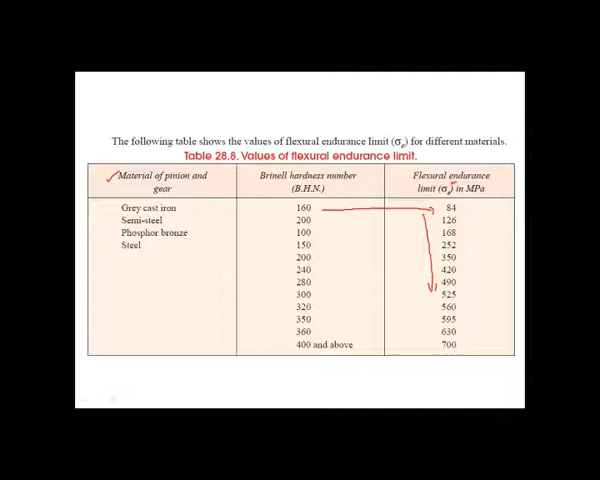 The following table shows the values of flexural endurance limit (σe) for different materials.
Table 28.8. Values of flexural endurance limit.
Material of pinion and gear Brinell hardness number (B.H.N.) Flexural endurance limit (σe) in MPa
Grey cast iron 160 84
Semi-steel 200 126
Phosphor bronze 100 168
Steel 150 252
200 350
240 420
280 490
300 525
320 560
350 595
360 630
400 and above 700